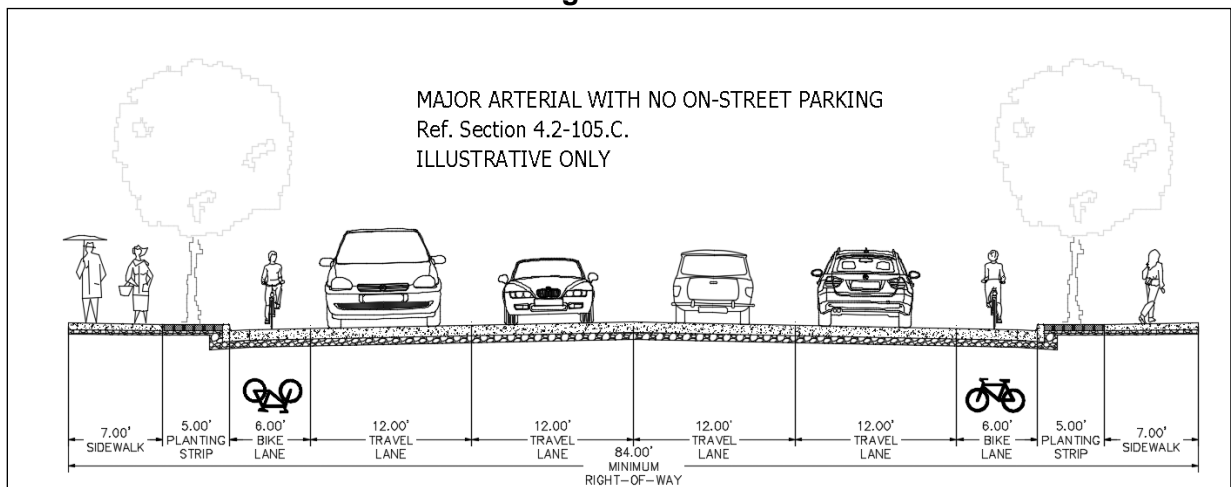 MAJOR ARTERIAL WITH NO ON-STREET PARKING
Ref. Section 4.2-105.C.
ILLUSTRATIVE ONLY
7.00'
SIDEWALK
5.00'
PLANTING
STRIP
6.00'
BIKE
LANE
12.00'
TRAVEL
LANE
12.00'
TRAVEL
LANE
12.00'
TRAVEL
LANE
12.00'
TRAVEL
LANE
6.00'
BIKE
LANE
5.00'
PLANTING
STRIP
7.00'
SIDEWALK
84.00'
MINIMUM
RIGHT-OF-WAY